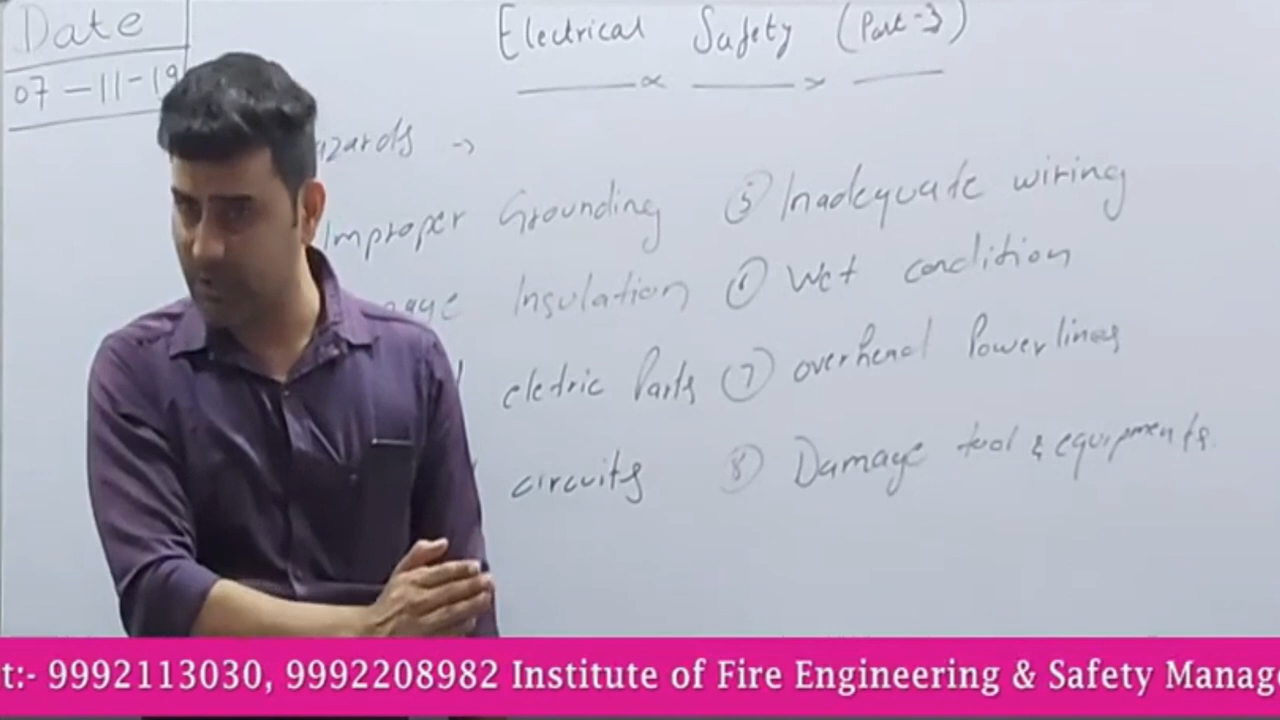 Date
07-11-19
Electrical Safety (Part-3)
azards →
Improper Grounding
age Insulation
eletric Parts
circuits
⑤ Inadequate wiring
⑥ Wet condition
⑦ overhead Powerlines
⑧ Damage tool & equipments
t:- 9992113030, 9992208982 Institute of Fire Engineering & Safety Manage